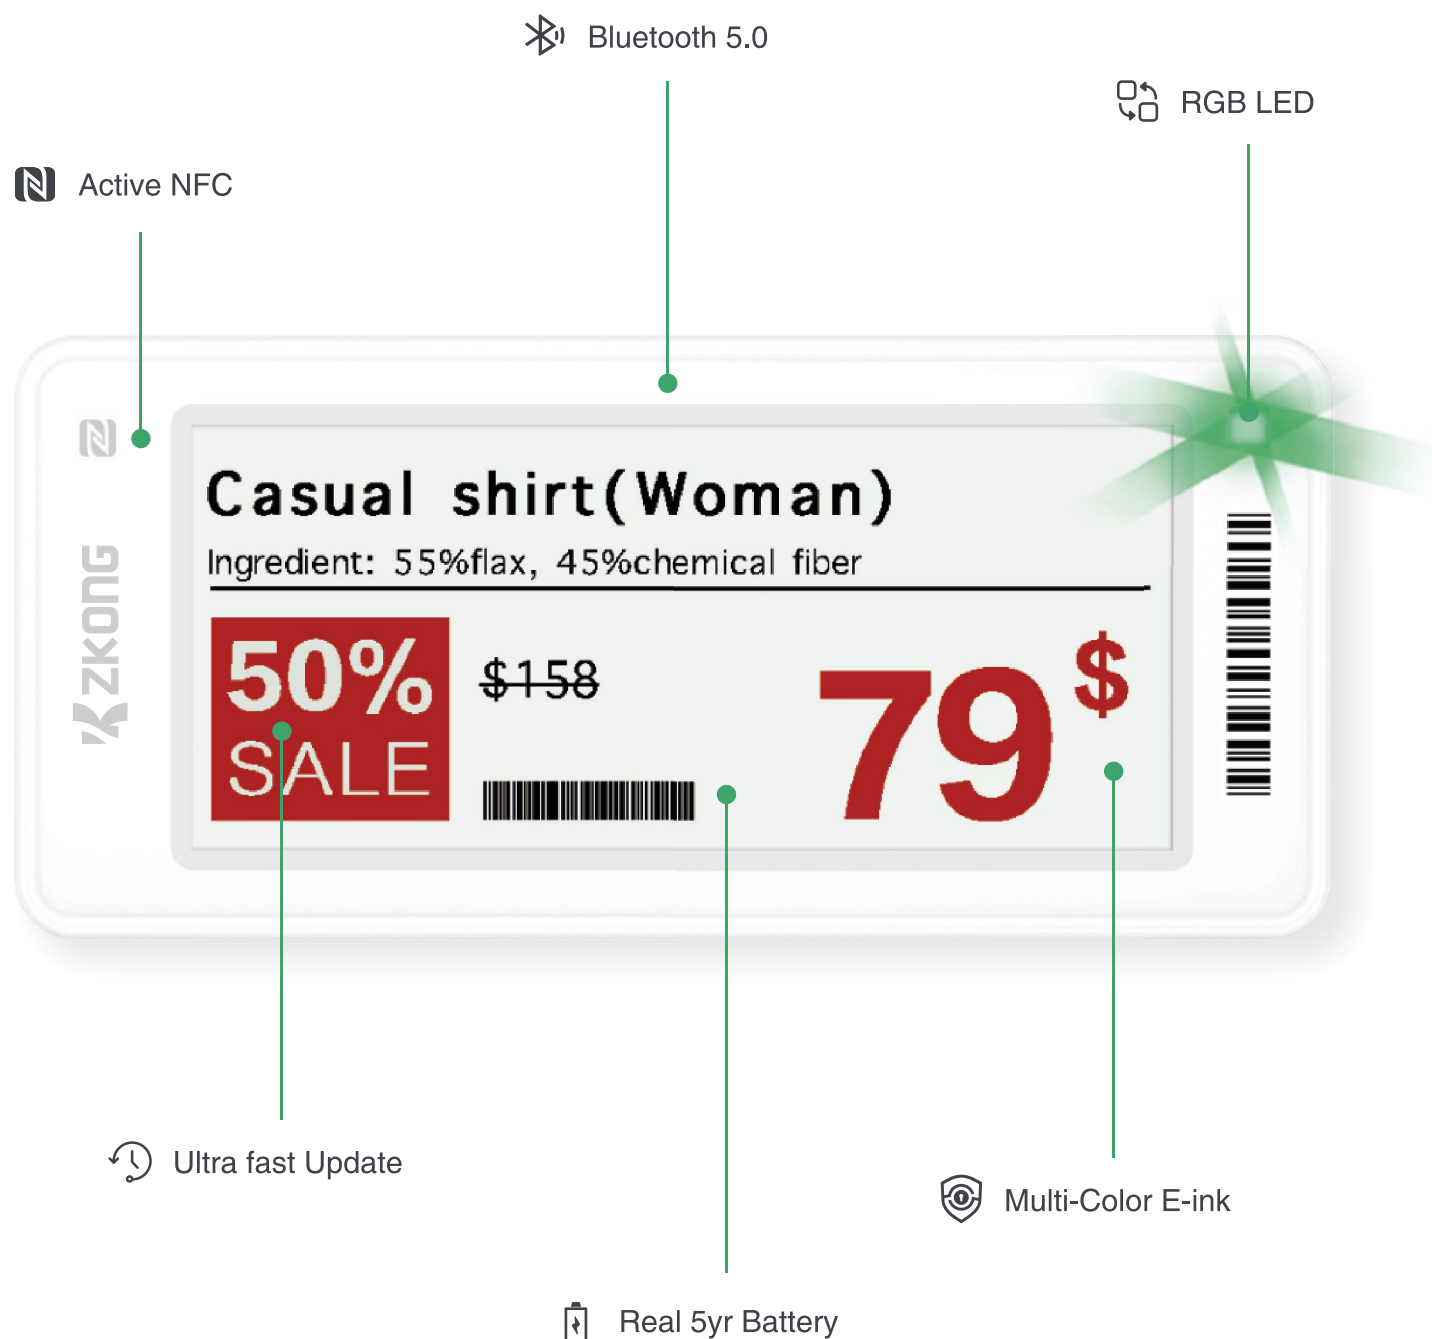 Bluetooth 5.0
RGB LED
Active NFC
Casual shirt(Woman)
Ingredient: 55%flax, 45%chemical fiber
50%
SALE
$158
79$
ZKONG
Ultra fast Update
Multi-Color E-ink
Real 5yr Battery